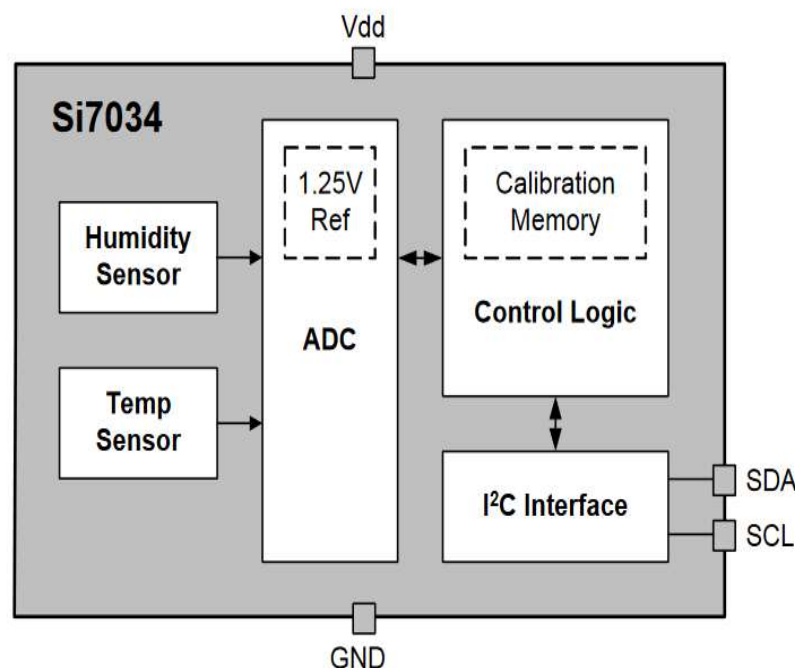 Vdd
Si7034
1.25V
Ref
Calibration
Memory
Humidity
Sensor
ADC
Control Logic
Temp
Sensor
I²C Interface
SDA
SCL
GND